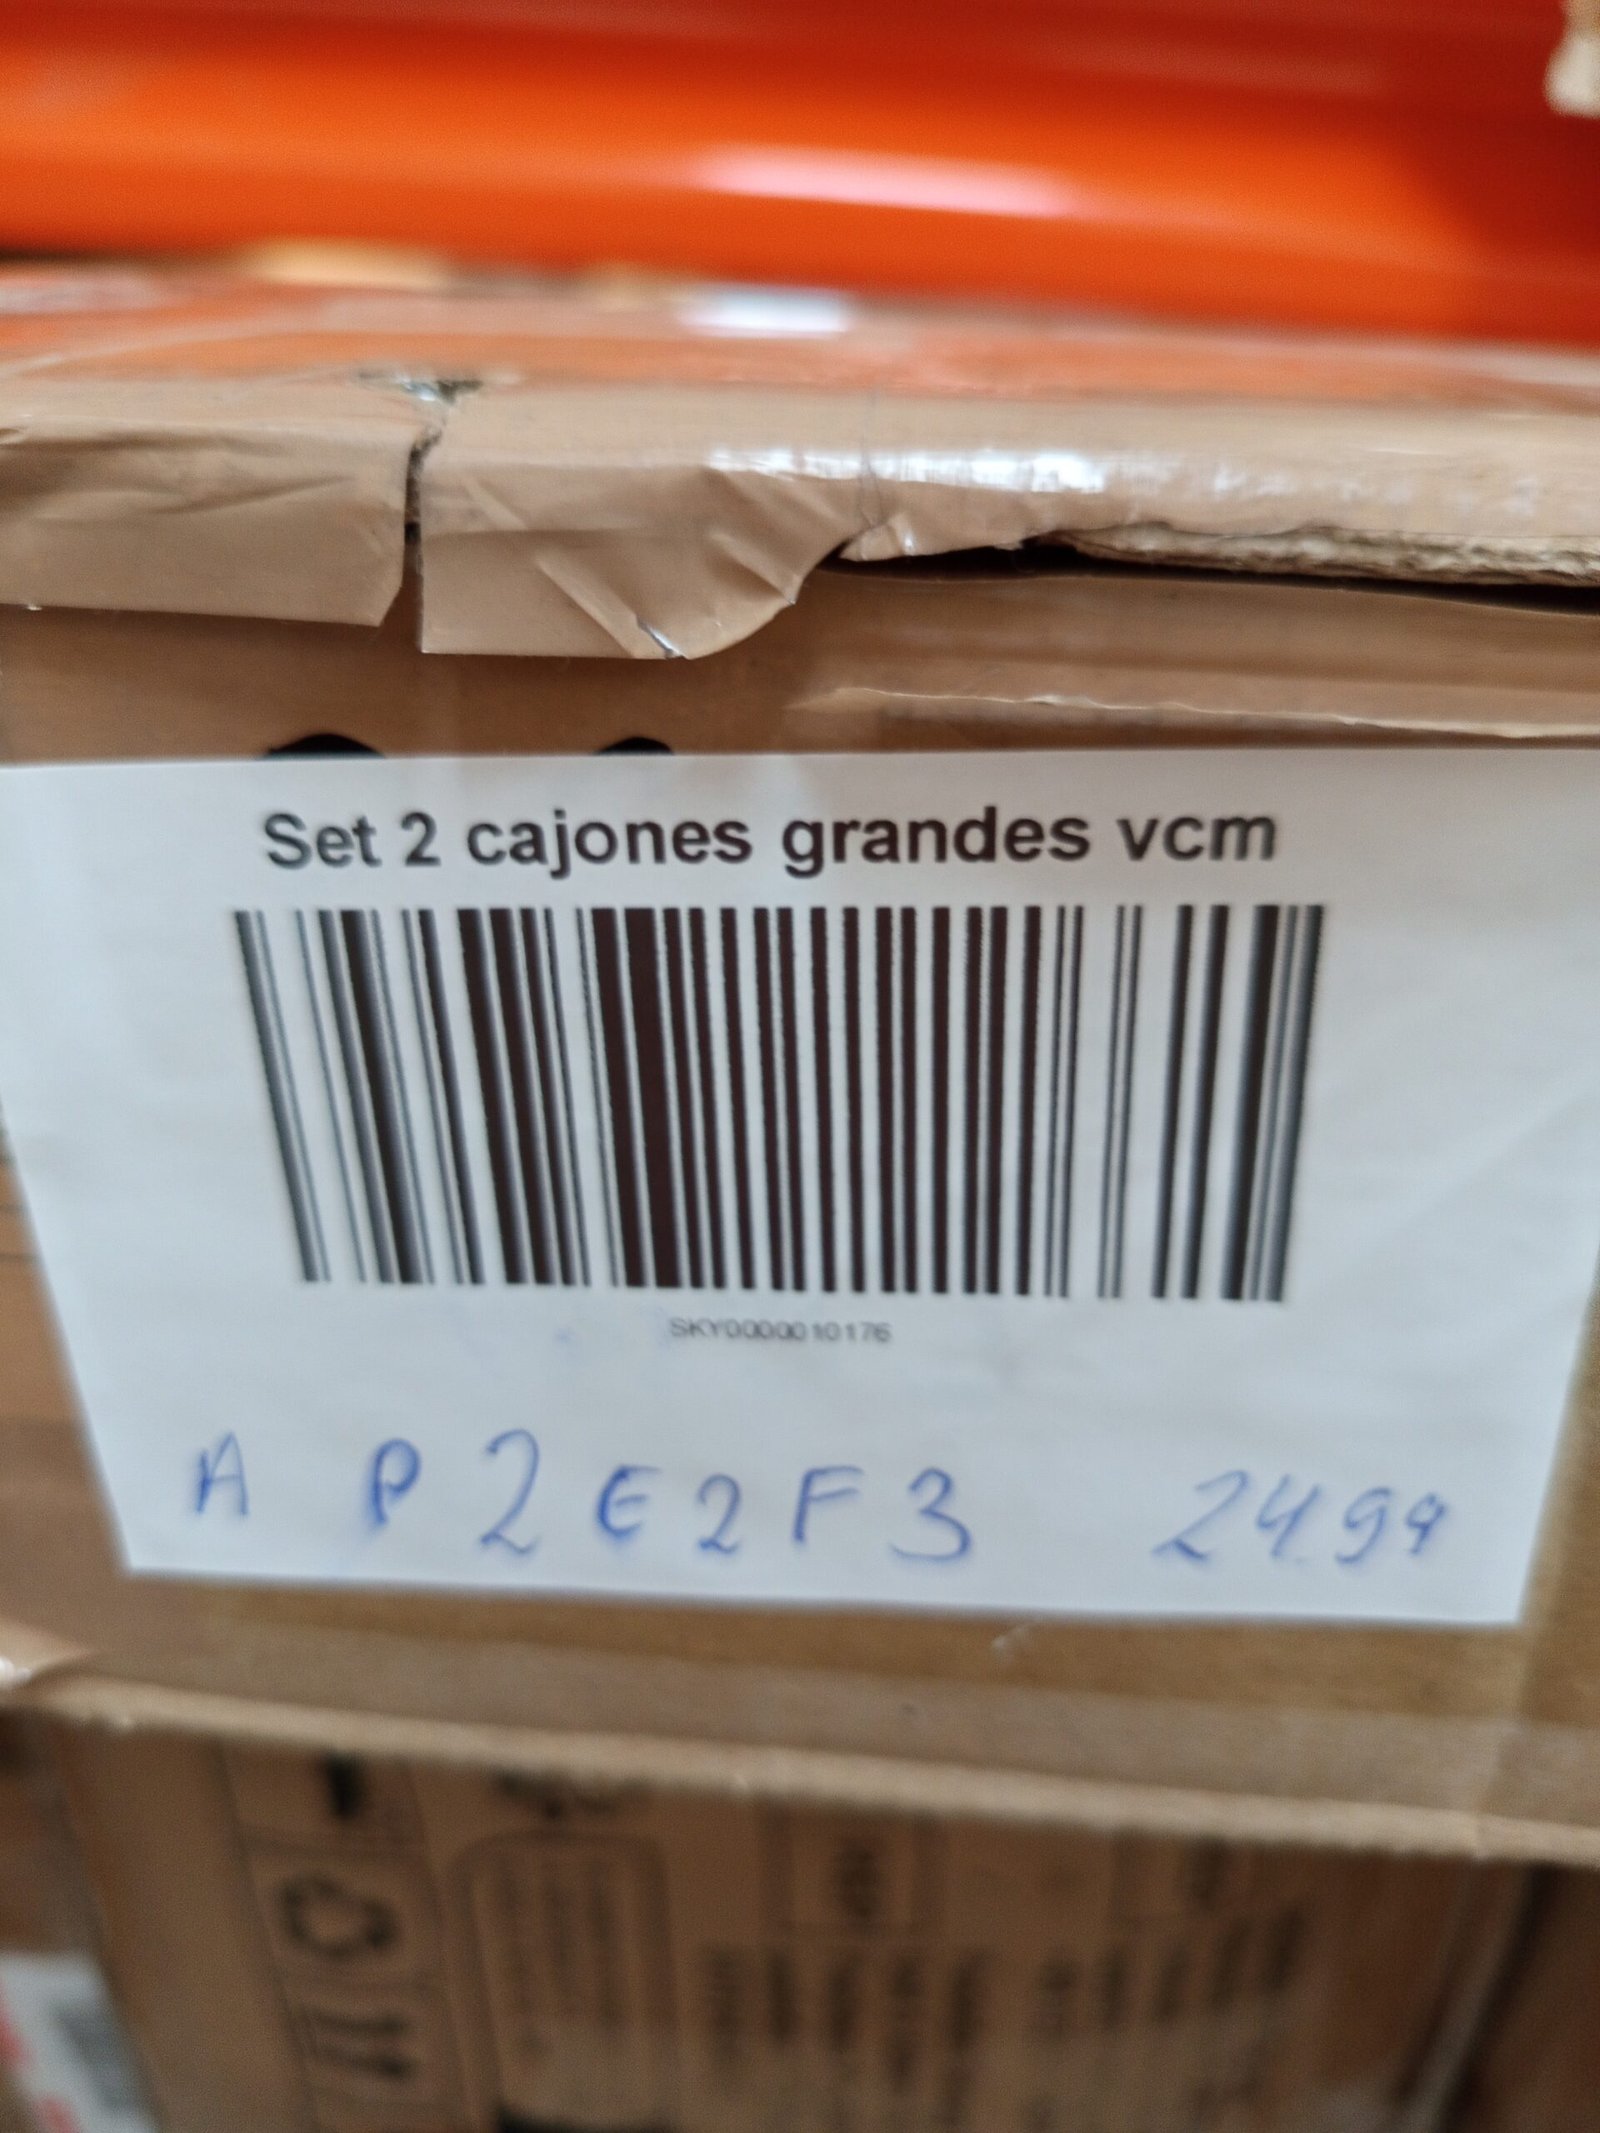 Set 2 cajones grandes vcm
SKY0000010176
A P2E2F3 24.99